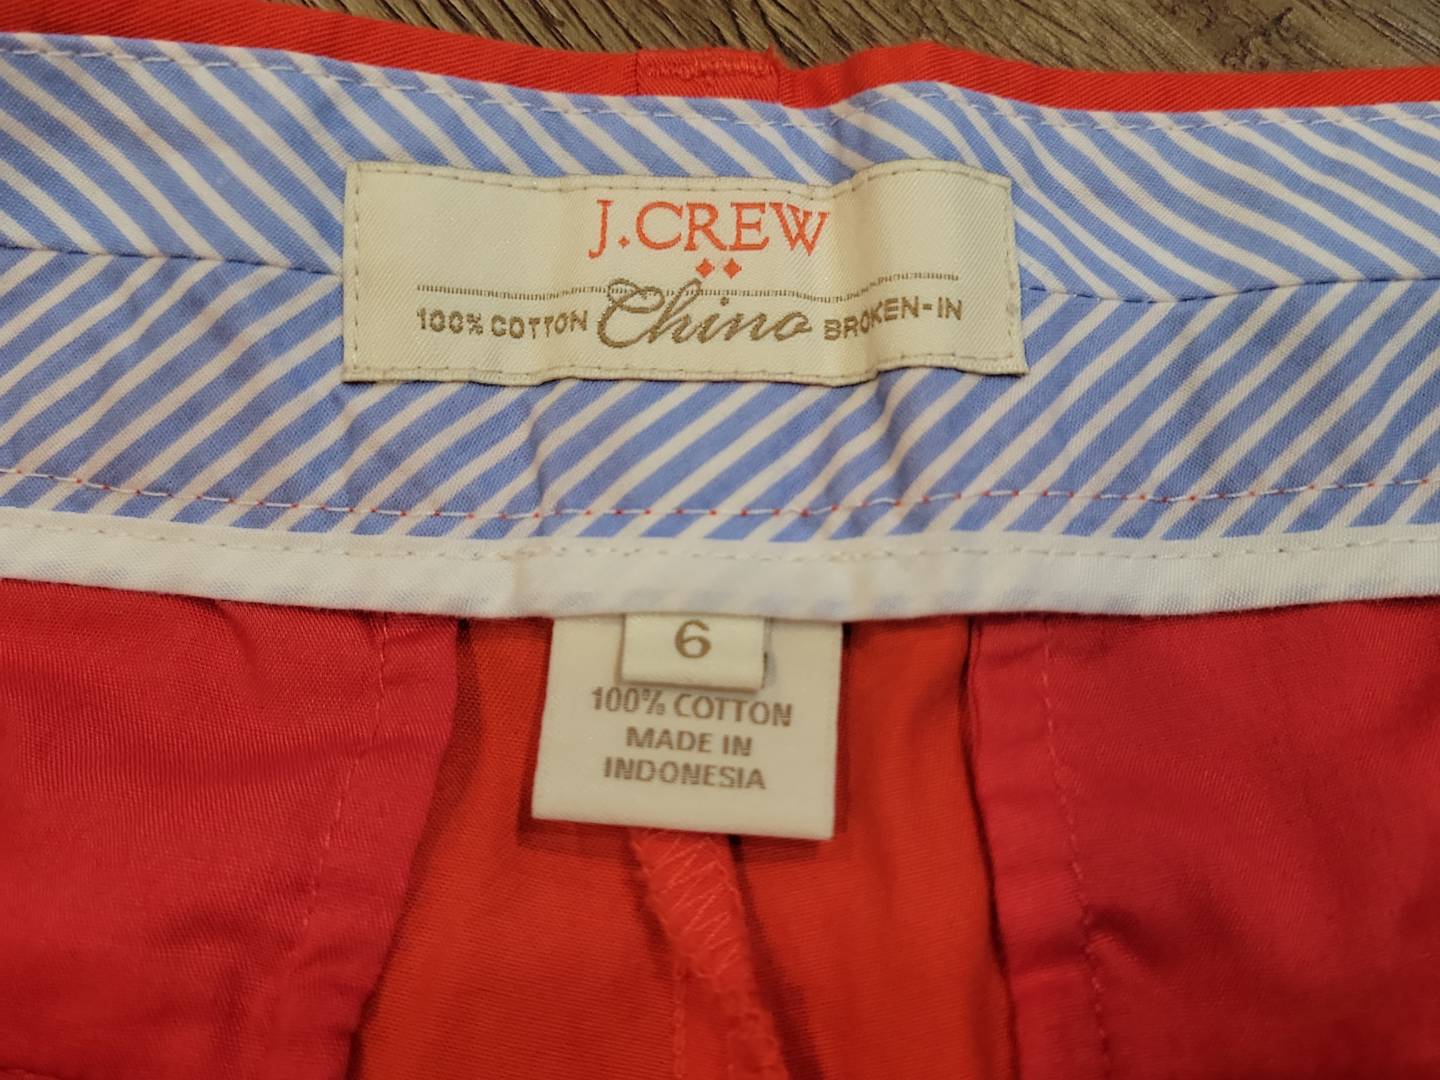 J.CREW
100% COTTON Chino BROKEN-IN
6
100% COTTON
MADE IN
INDONESIA